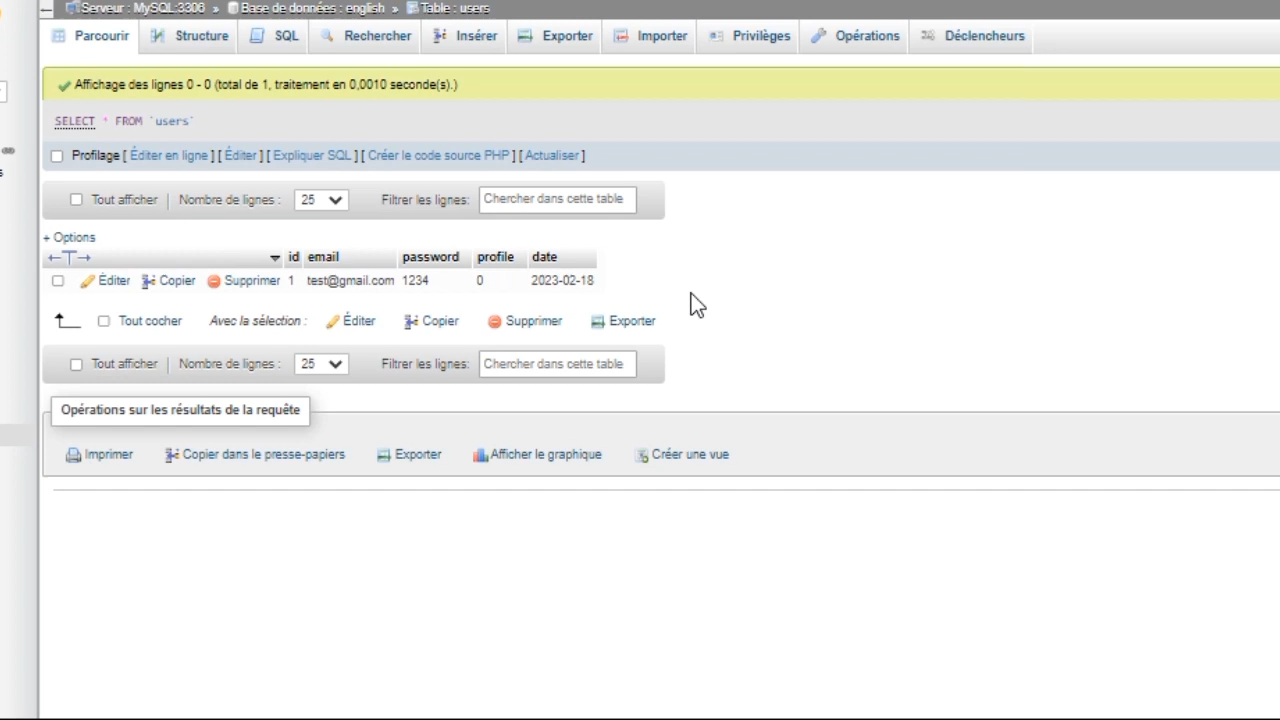 Serveur : MySQL:3306 » Base de données : english » Table : users
Parcourir Structure SQL Rechercher Insérer Exporter Importer Privilèges Opérations Déclencheurs
Affichage des lignes 0 - 0 (total de 1, traitement en 0,0010 seconde(s).)
SELECT * FROM `users`
Profilage [ Éditer en ligne ] [ Éditer ] [ Expliquer SQL ] [ Créer le code source PHP ] [ Actualiser ]
Tout afficher | Nombre de lignes : 25 Filtrer les lignes: Chercher dans cette table
+ Options
←T→ id email password profile date
Éditer Copier Supprimer 1 test@gmail.com 1234 0 2023-02-18
Tout cocher Avec la sélection : Éditer Copier Supprimer Exporter
Tout afficher | Nombre de lignes : 25 Filtrer les lignes: Chercher dans cette table
Opérations sur les résultats de la requête
Imprimer Copier dans le presse-papiers Exporter Afficher le graphique Créer une vue